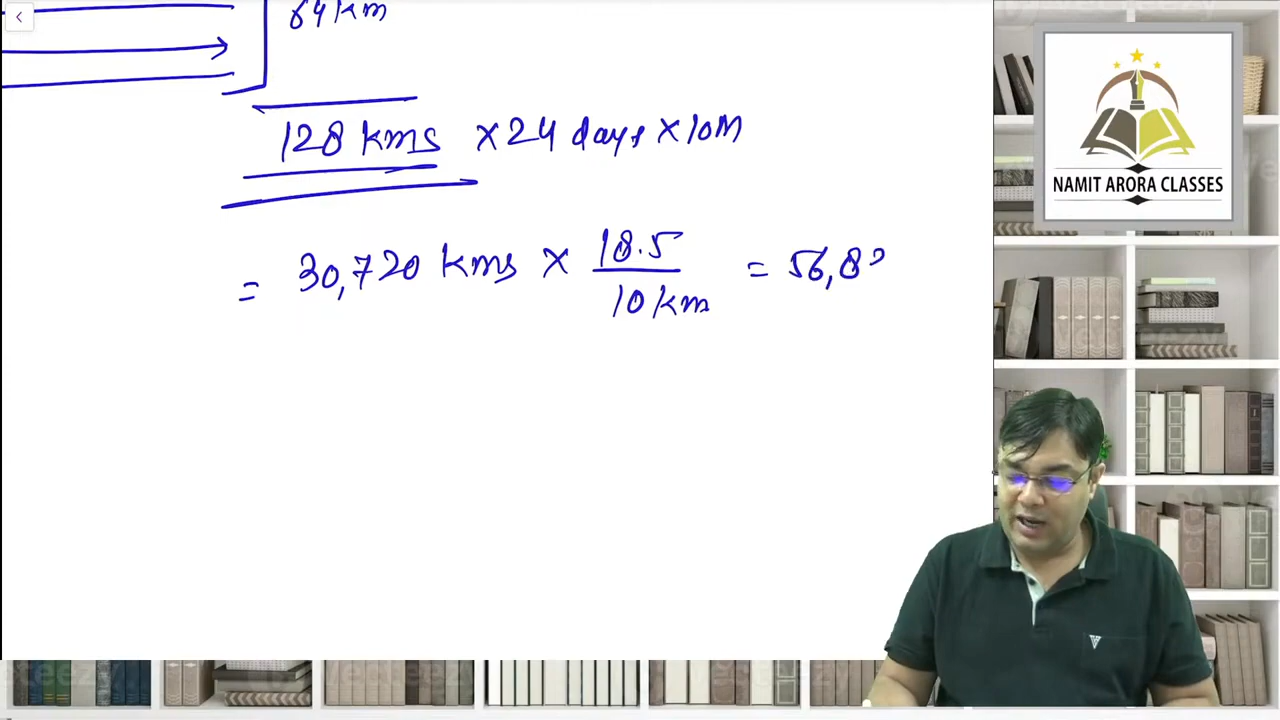 64 km
128 kms × 24 days × 10M
= 30,720 kms × 18.5 / 10 km = 56,8
NAMIT ARORA CLASSES